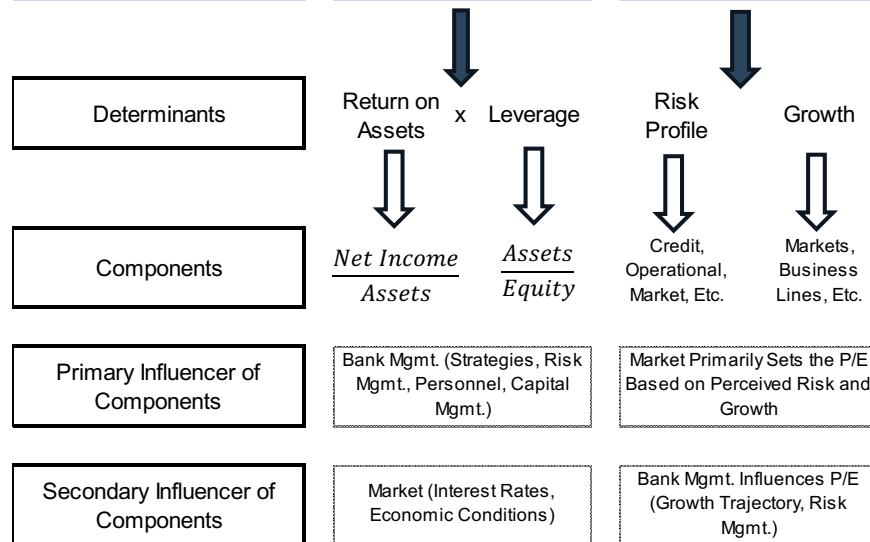 Determinants
Return on
Assets
x
Leverage
Risk
Profile
Growth
Components
Net Income
Assets
Assets
Equity
Credit,
Operational,
Market, Etc.
Markets,
Business
Lines, Etc.
Primary Influencer of
Components
Bank Mgmt. (Strategies, Risk
Mgmt., Personnel, Capital
Mgmt.)
Market Primarily Sets the P/E
Based on Perceived Risk and
Growth
Secondary Influencer of
Components
Market (Interest Rates,
Economic Conditions)
Bank Mgmt. Influences P/E
(Growth Trajectory, Risk
Mgmt.)